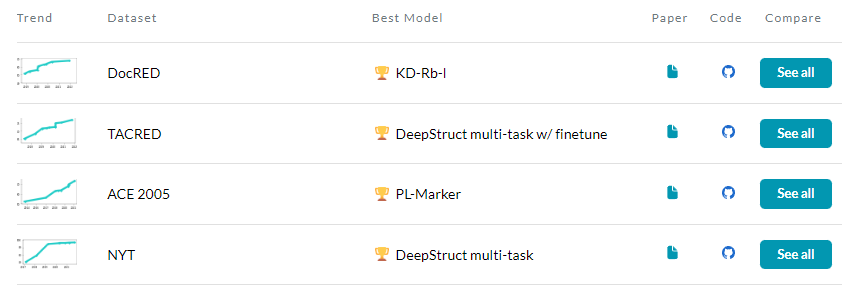 Trend Dataset Best Model Paper Code Compare
DocRED KD-Rb-l See all
TACRED DeepStruct multi-task w/ finetune See all
ACE 2005 PL-Marker See all
NYT DeepStruct multi-task See all